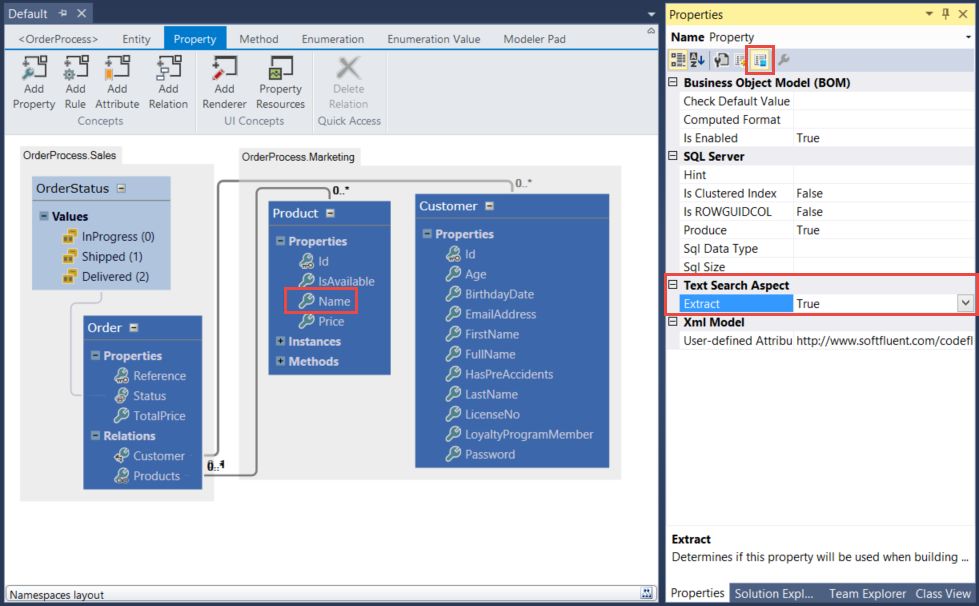 Default
<OrderProcess> Entity Property Method Enumeration Enumeration Value Modeler Pad
Add Property
Add Rule
Add Attribute
Add Relation
Concepts
Add Renderer
Property Resources
UI Concepts
Delete Relation
Quick Access
OrderProcess.Sales
OrderStatus
Values
InProgress (0)
Shipped (1)
Delivered (2)
Order
Properties
Reference
Status
TotalPrice
Relations
Customer
Products
OrderProcess.Marketing
0..*
0..*
Product
Properties
Id
IsAvailable
Name
Price
Instances
Methods
Customer
Properties
Id
Age
BirthdayDate
EmailAddress
FirstName
FullName
HasPreAccidents
LastName
LicenseNo
LoyaltyProgramMember
Password
Namespaces layout
Properties
Name Property
Business Object Model (BOM)
Check Default Value
Computed Format
Is Enabled True
SQL Server
Hint
Is Clustered Index False
Is ROWGUIDCOL False
Produce True
Sql Data Type
Sql Size
Text Search Aspect
Extract True
Xml Model
User-defined Attribu http://www.softfluent.com/codefl
Extract
Determines if this property will be used when building ...
Properties Solution Expl... Team Explorer Class View